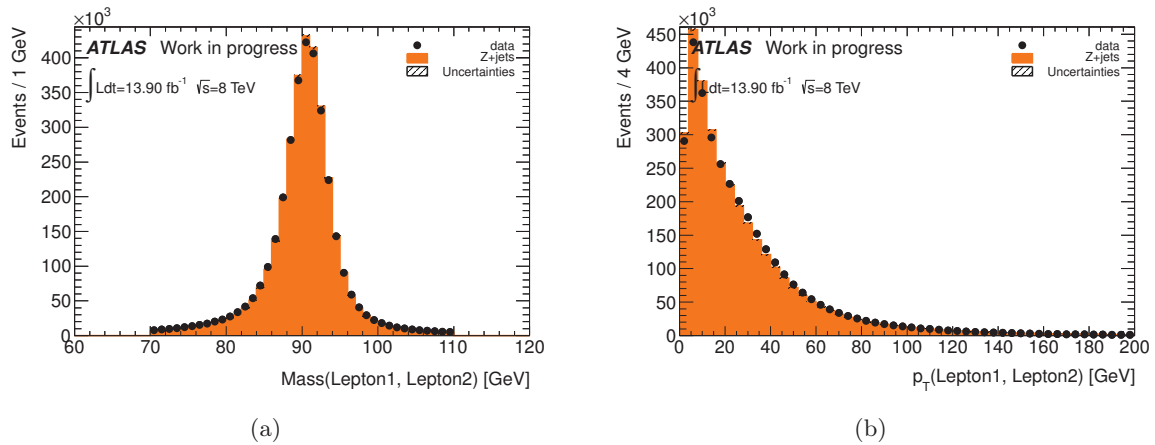 ×10³
Events / 1 GeV
400
350
300
250
200
150
100
50
0
ATLAS Work in progress
∫ Ldt=13.90 fb⁻¹ √s=8 TeV
data
Z+jets
Uncertainties
60 70 80 90 100 110 120
Mass(Lepton1, Lepton2) [GeV]
(a)
×10³
Events / 4 GeV
450
400
350
300
250
200
150
100
50
0
ATLAS Work in progress
∫ Ldt=13.90 fb⁻¹ √s=8 TeV
data
Z+jets
Uncertainties
0 20 40 60 80 100 120 140 160 180 200
p_T(Lepton1, Lepton2) [GeV]
(b)